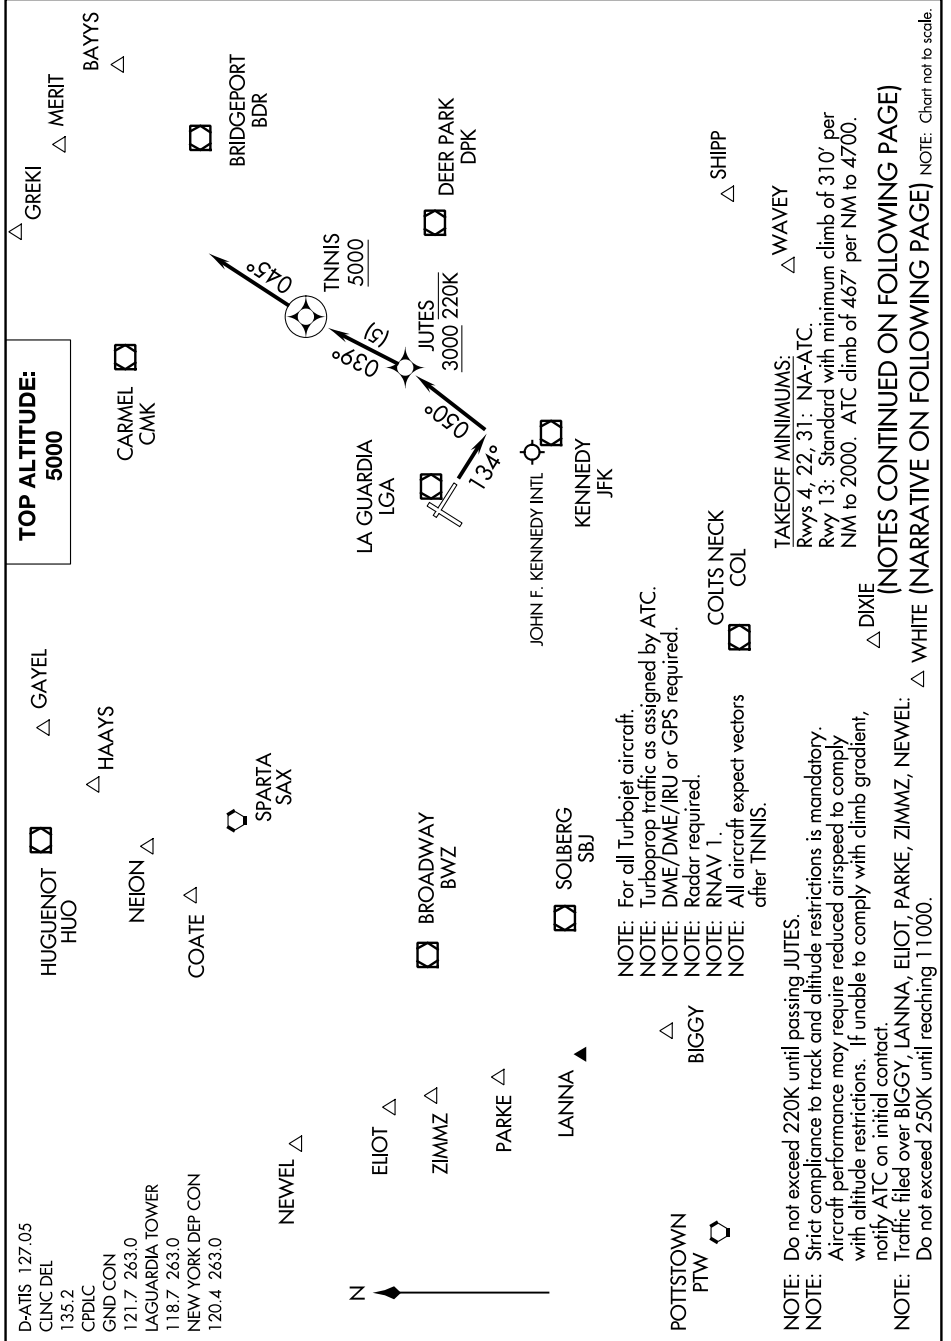 D-ATIS 127.05
CLNC DEL
135.2
CPDLC
GND CON
121.7 263.0
LAGUARDIA TOWER
118.7 263.0
NEW YORK DEP CON
120.4 263.0
TOP ALTITUDE:
5000
HUGUENOT
HUO
GAYEL
HAAYS
NEION
COATE
SPARTA
SAX
GREKI
MERIT
BAYYS
CARMEL
CMK
BRIDGEPORT
BDR
045°
TNNIS
5000
(5)
039°
JUTES
3000 220K
050°
134°
DEER PARK
DPK
LA GUARDIA
LGA
JOHN F. KENNEDY INTL
KENNEDY
JFK
NEWEL
ELIOT
ZIMMZ
PARKE
LANNA
BROADWAY
BWZ
SOLBERG
SBJ
N
POTTSTOWN
PTW
BIGGY
COLTS NECK
COL
SHIPP
WAVEY
DIXIE
WHITE
NOTE: For all Turbojet aircraft.
NOTE: Turboprop traffic as assigned by ATC.
NOTE: DME/DME/IRU or GPS required.
NOTE: Radar required.
NOTE: RNAV 1.
NOTE: All aircraft expect vectors
after TNNIS.
TAKEOFF MINIMUMS:
Rwys 4, 22, 31: NA-ATC.
Rwy 13: Standard with minimum climb of 310' per
NM to 2000. ATC climb of 467' per NM to 4700.
NOTE: Do not exceed 220K until passing JUTES.
NOTE: Strict compliance to track and altitude restrictions is mandatory.
Aircraft performance may require reduced airspeed to comply
with altitude restrictions. If unable to comply with climb gradient,
notify ATC on initial contact.
NOTE: Traffic filed over BIGGY, LANNA, ELIOT, PARKE, ZIMMZ, NEWEL:
Do not exceed 250K until reaching 11000.
(NOTES CONTINUED ON FOLLOWING PAGE)
(NARRATIVE ON FOLLOWING PAGE)
NOTE: Chart not to scale.